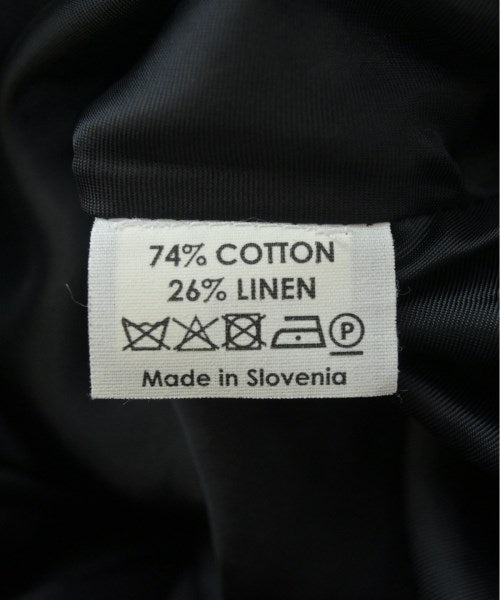 74% COTTON
26% LINEN
P
Made in Slovenia